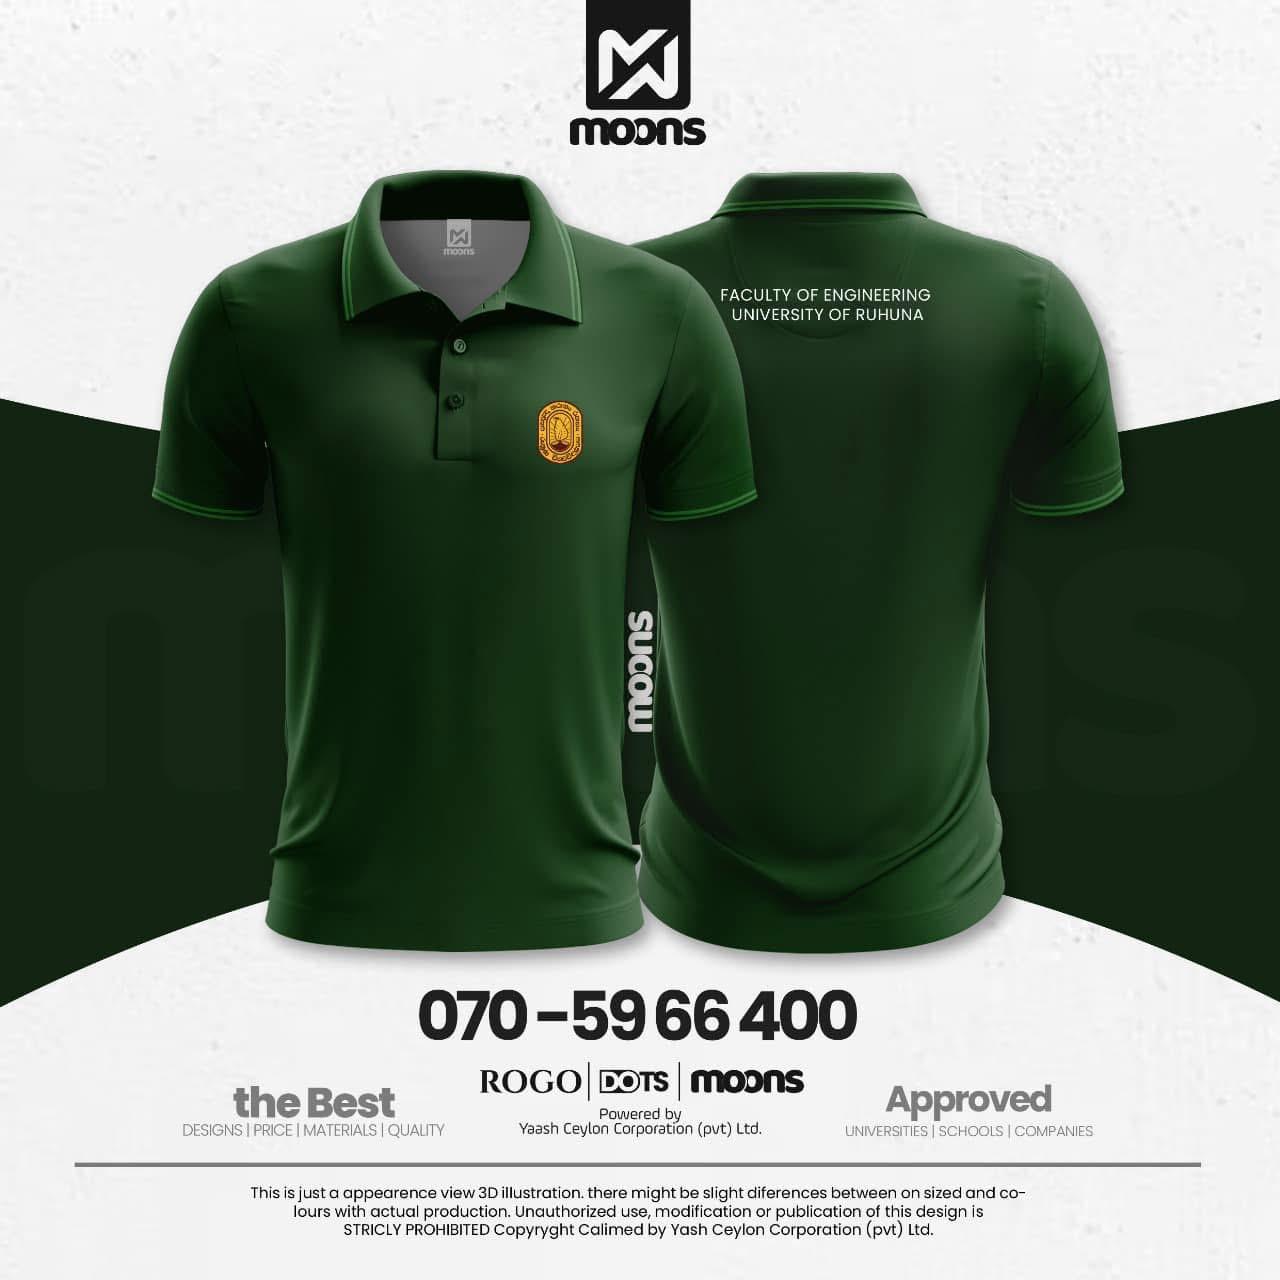 moons
moons
FACULTY OF ENGINEERING
UNIVERSITY OF RUHUNA
moons
070 - 59 66 400
ROGO | DOTS | moons
Powered by
Yaash Ceylon Corporation (pvt) Ltd.
the Best
DESIGNS | PRICE | MATERIALS | QUALITY
Approved
UNIVERSITIES | SCHOOLS | COMPANIES
This is just a appearence view 3D illustration. there might be slight diferences between on sized and co-
lours with actual production. Unauthorized use, modification or publication of this design is
STRICLY PROHIBITED Copyryght Calimed by Yash Ceylon Corporation (pvt) Ltd.